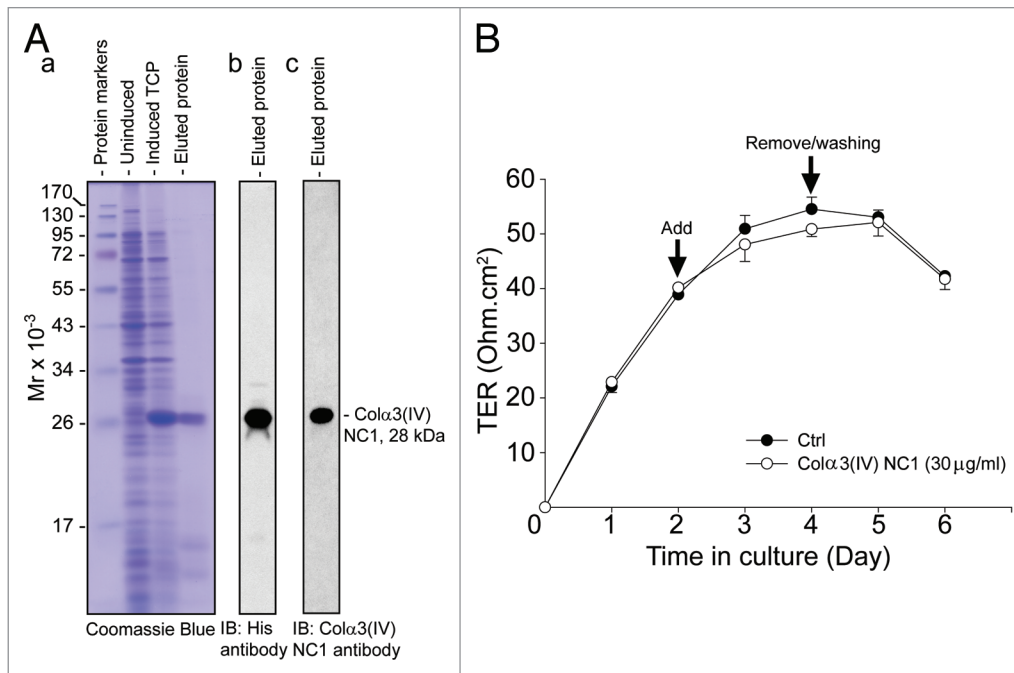 A
a
- Protein markers
- Uninduced
- Induced TCP
- Eluted protein
b
- Eluted protein
c
- Eluted protein
Mr x 10-3
170
130 -
95 -
72 -
55 -
43 -
34 -
26 -
17 -
- Colα3(IV)
NC1, 28 kDa
Coomassie Blue
IB: His
antibody
IB: Colα3(IV)
NC1 antibody
B
Remove/washing
Add
TER (Ohm.cm²)
60
50
40
30
20
10
0
1 2 3 4 5 6
Time in culture (Day)
Ctrl
Colα3(IV) NC1 (30μg/ml)